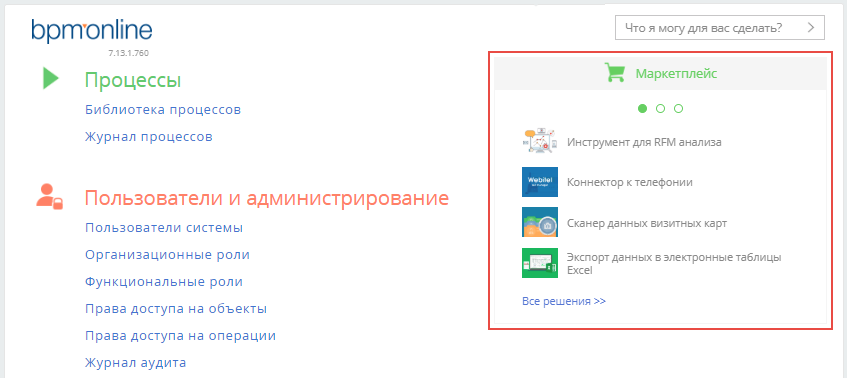 bpm'online
7.13.1.760
Что я могу для вас сделать?
Процессы
Библиотека процессов
Журнал процессов
Пользователи и администрирование
Пользователи системы
Организационные роли
Функциональные роли
Права доступа на объекты
Права доступа на операции
Журнал аудита
Маркетплейс
Инструмент для RFM анализа
Webitel
Коннектор к телефонии
Сканер данных визитных карт
Экспорт данных в электронные таблицы
Excel
Все решения >>